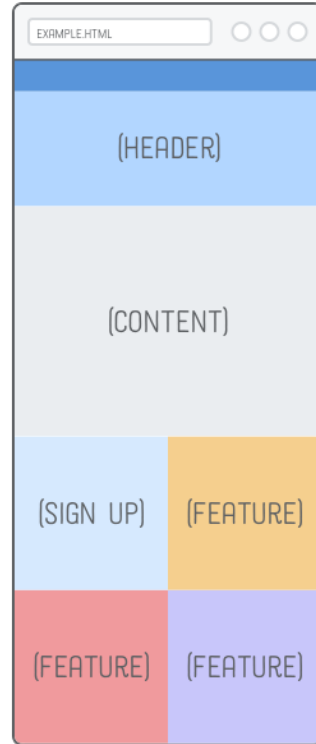 EXAMPLE.HTML
(HEADER)
(CONTENT)
(SIGN UP) (FEATURE)
(FEATURE) (FEATURE)